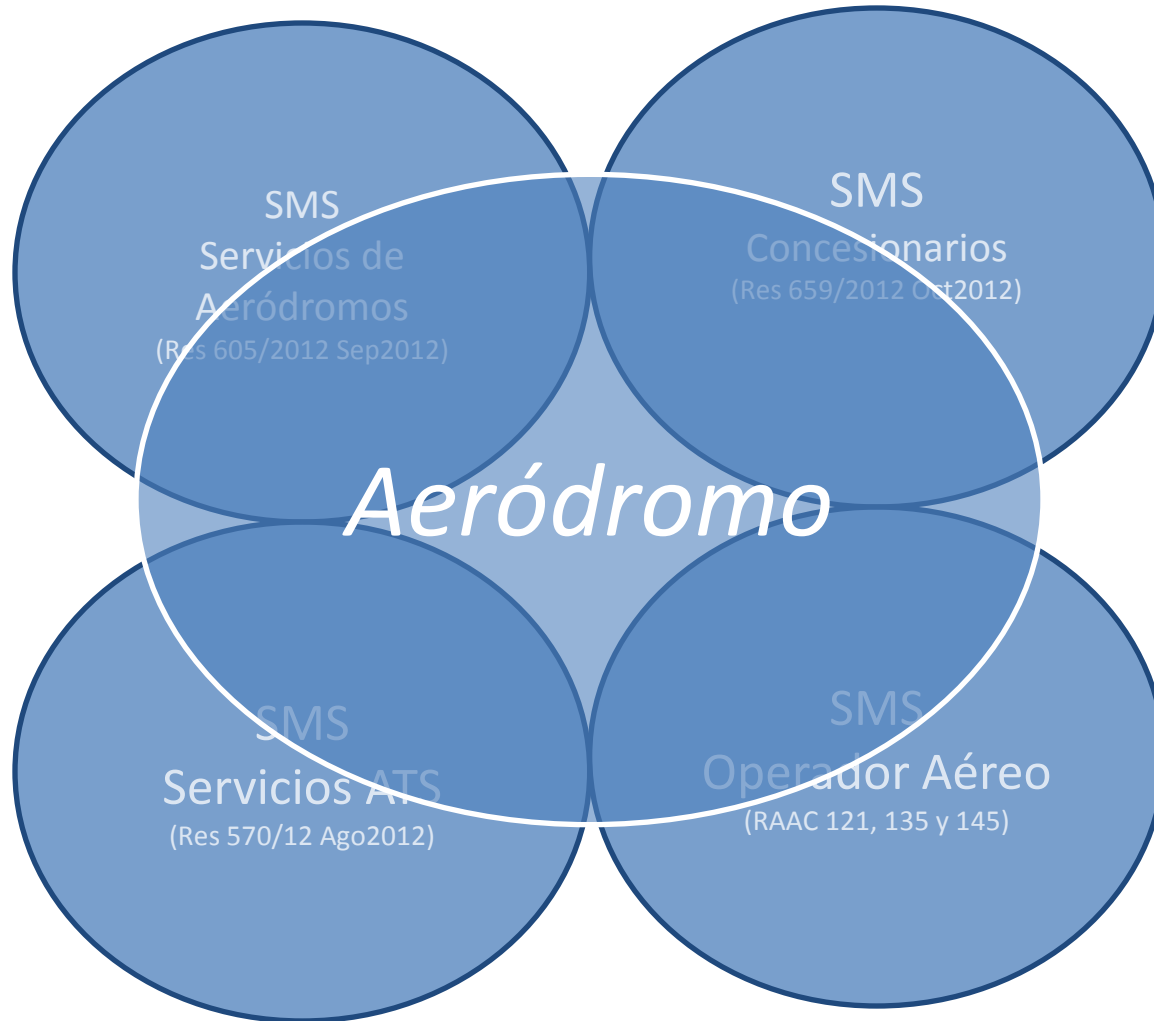 SMS
Servicios de
Aeródromos
(Res 605/2012 Sep2012)
SMS
Concesionarios
(Res 659/2012 Oct2012)
Aeródromo
SMS
Servicios ATS
(Res 570/12 Ago2012)
SMS
Operador Aéreo
(RAAC 121, 135 y 145)